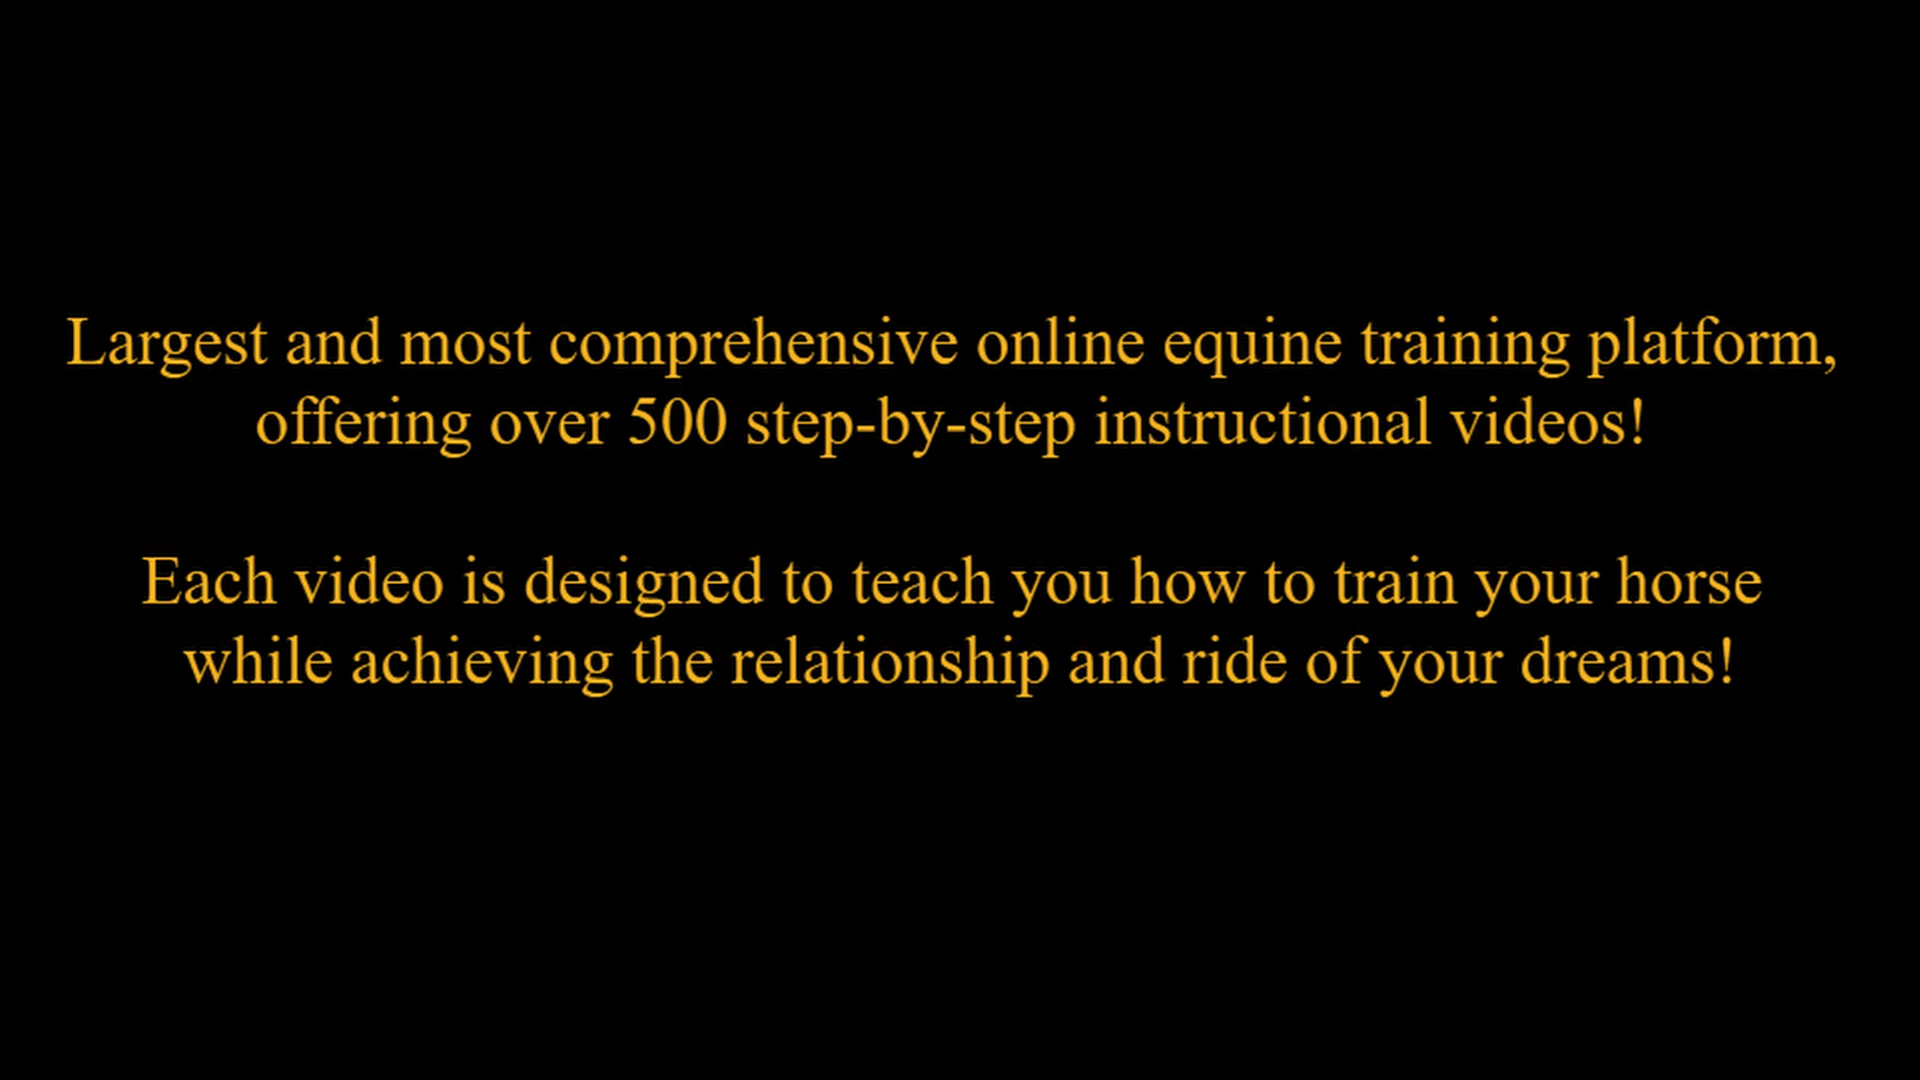 Largest and most comprehensive online equine training platform,
offering over 500 step-by-step instructional videos!
Each video is designed to teach you how to train your horse
while achieving the relationship and ride of your dreams!